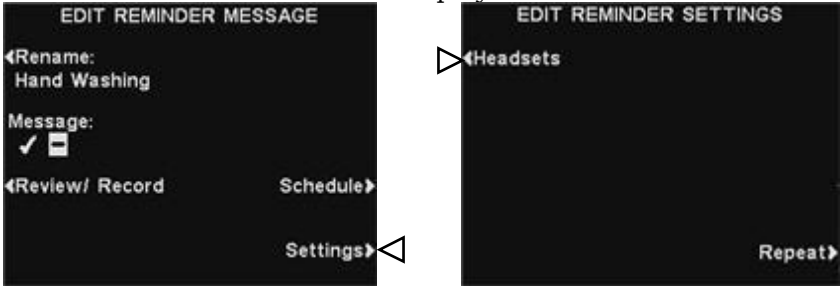 EDIT REMINDER MESSAGE
Rename:
Hand Washing
Message:
Review/ Record
Schedule
Settings
EDIT REMINDER SETTINGS
Headsets
Repeat